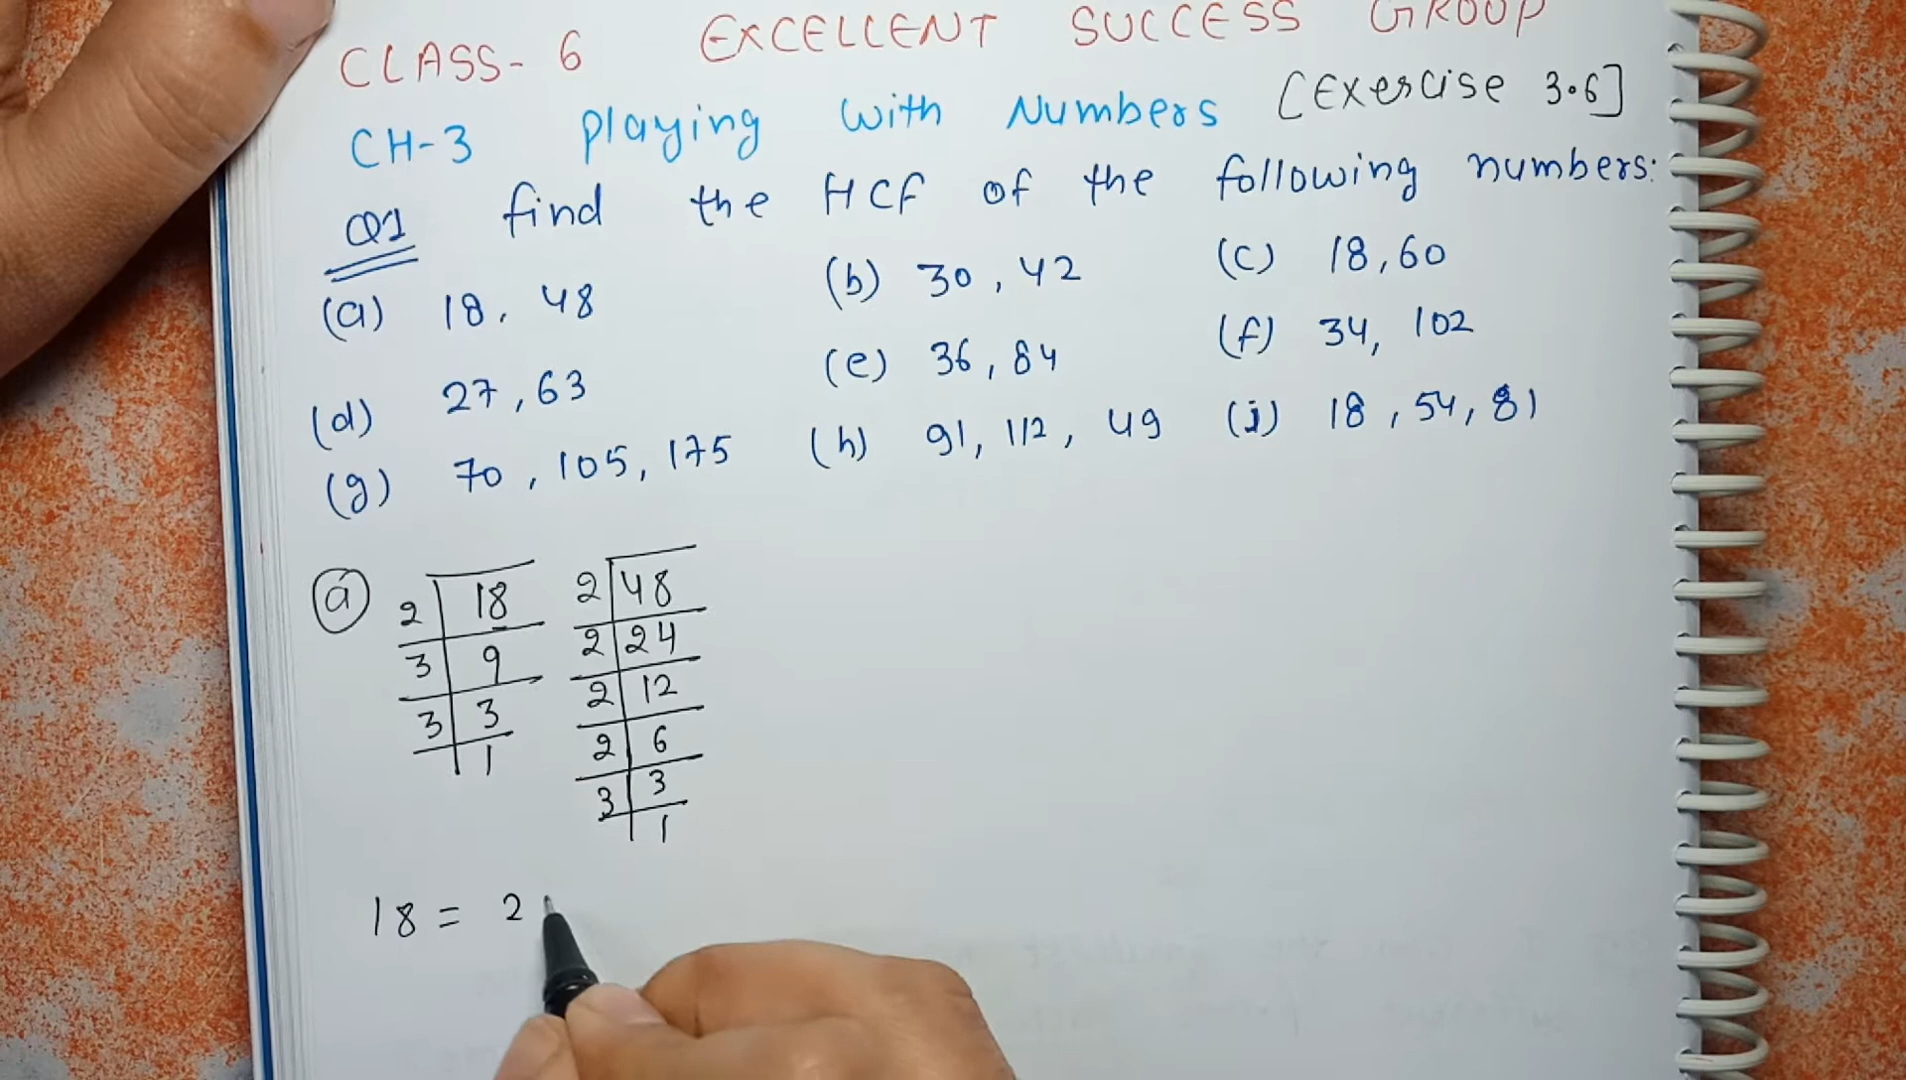 CLASS- 6 EXCELLENT SUCCESS GROUP
CH-3 Playing with Numbers [Exercise 3.6]
Q1 find the HCF of the following numbers:
(a) 18, 48 (b) 30, 42 (c) 18, 60
(d) 27, 63 (e) 36, 84 (f) 34, 102
(g) 70, 105, 175 (h) 91, 112, 49 (i) 18, 54, 81
(a) 2 18 2 48
3 9 2 24
3 3 2 12
1 2 6
3 3
1
18 = 2